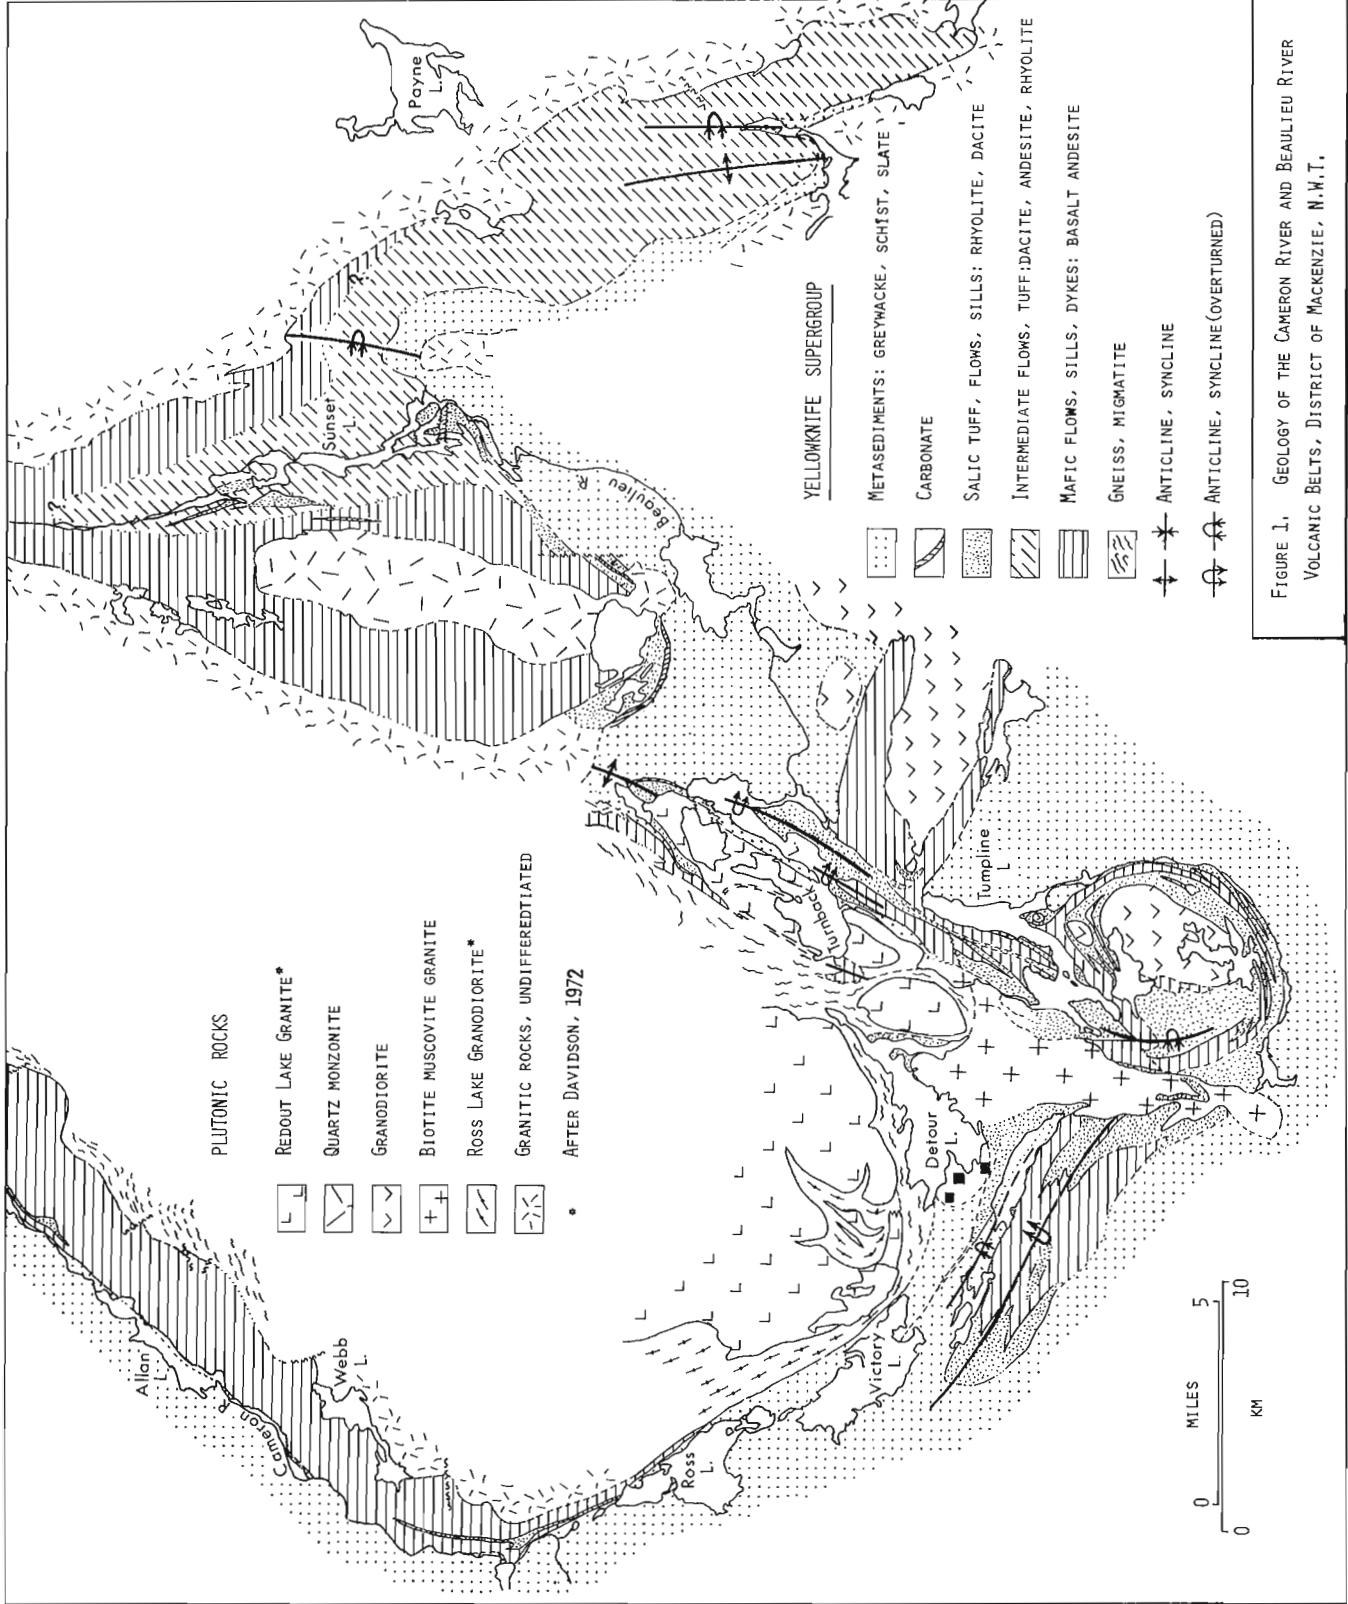 PLUTONIC ROCKS
REDOUT LAKE GRANITE*
QUARTZ MONZONITE
GRANODIORITE
BIOTITE MUSCOVITE GRANITE
ROSS LAKE GRANODIORITE*
GRANITIC ROCKS, UNDIFFEREDTIATED
* AFTER DAVIDSON, 1972
YELLOWKNIFE SUPERGROUP
METASEDIMENTS: GREYWACKE, SCHIST, SLATE
CARBONATE
SALIC TUFF, FLOWS, SILLS: RHYOLITE, DACITE
INTERMEDIATE FLOWS, TUFF:DACITE, ANDESITE, RHYOLITE
MAFIC FLOWS, SILLS, DYKES: BASALT ANDESITE
GNEISS, MIGMATITE
ANTICLINE, SYNCLINE
ANTICLINE, SYNCLINE(OVERTURNED)
Allan
L.
Cameron R.
Webb
L.
Ross
L.
Victory
L.
Detour
L.
Turnback
Tumpline
L
Beaulieu
R
Sunset
L.
Payne
L.
?
?
MILES
0 5
0 10
KM
FIGURE 1. GEOLOGY OF THE CAMERON RIVER AND BEAULIEU RIVER
VOLCANIC BELTS, DISTRICT OF MACKENZIE, N.W.T.